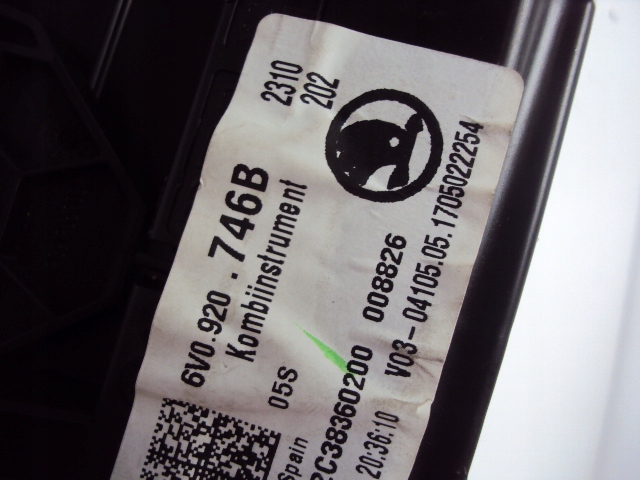 2310
202
6V0.920.746B
Kombiinstrument
05S
2C38360200 008826
20:36:10 V03-04105.05.1705022254
Spain